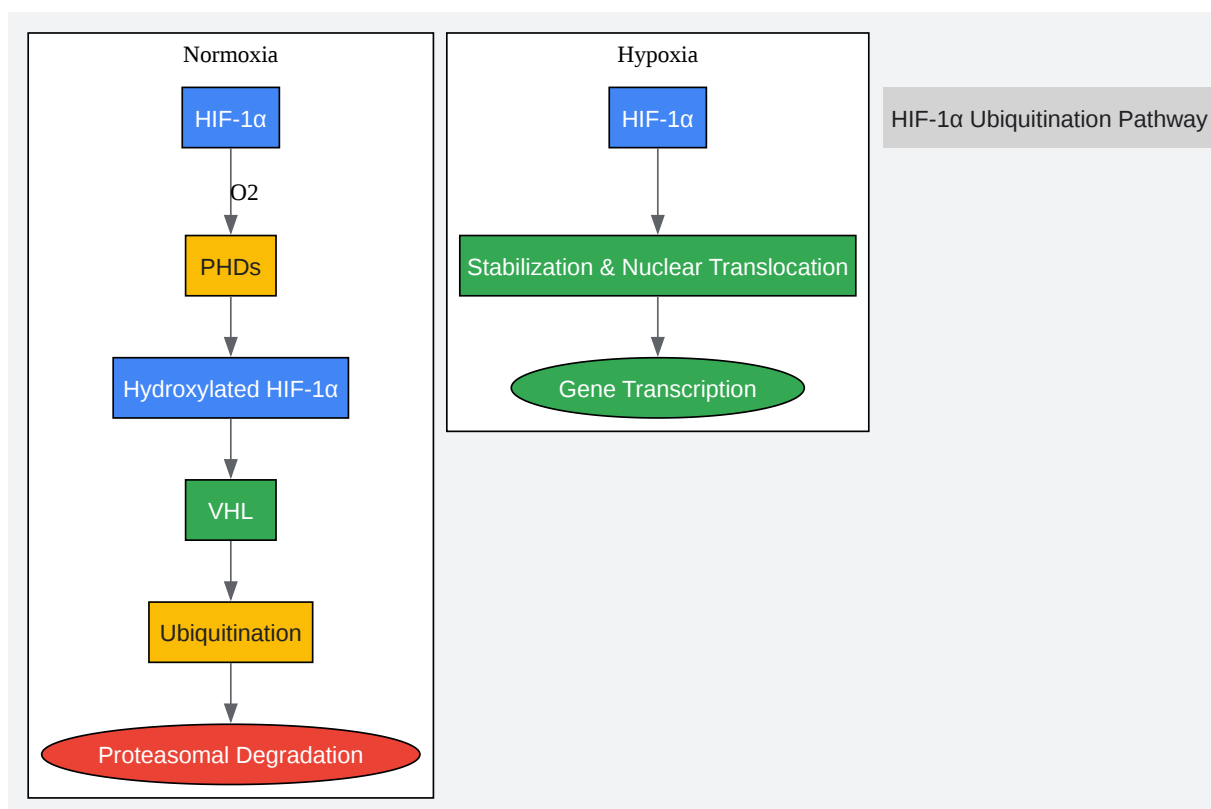 Normoxia
HIF-1α
O2
PHDs
Hydroxylated HIF-1α
VHL
Ubiquitination
Proteasomal Degradation
Hypoxia
HIF-1α
Stabilization & Nuclear Translocation
Gene Transcription
HIF-1α Ubiquitination Pathway